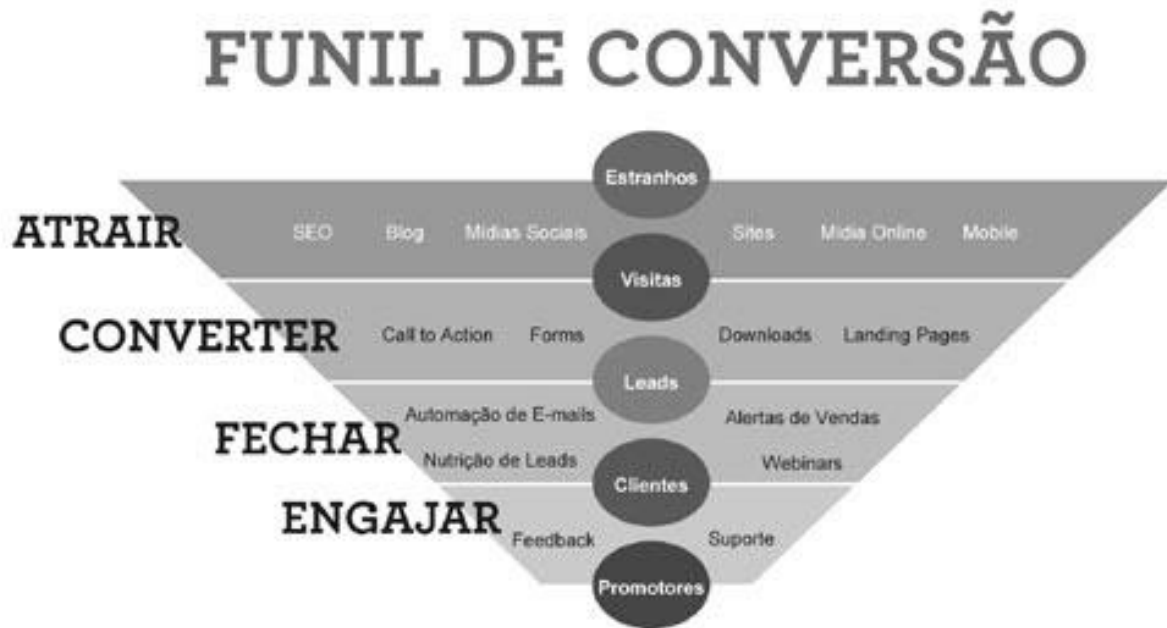 FUNIL DE CONVERSÃO
Estranhos
ATRAIR SEO Blog Mídias Sociais Sites Mídia Online Mobile
Visitas
CONVERTER Call to Action Forms Downloads Landing Pages
Leads
Automação de E-mails Alertas de Vendas
FECHAR
Nutrição de Leads Webinars
Clientes
ENGAJAR
Feedback Suporte
Promotores